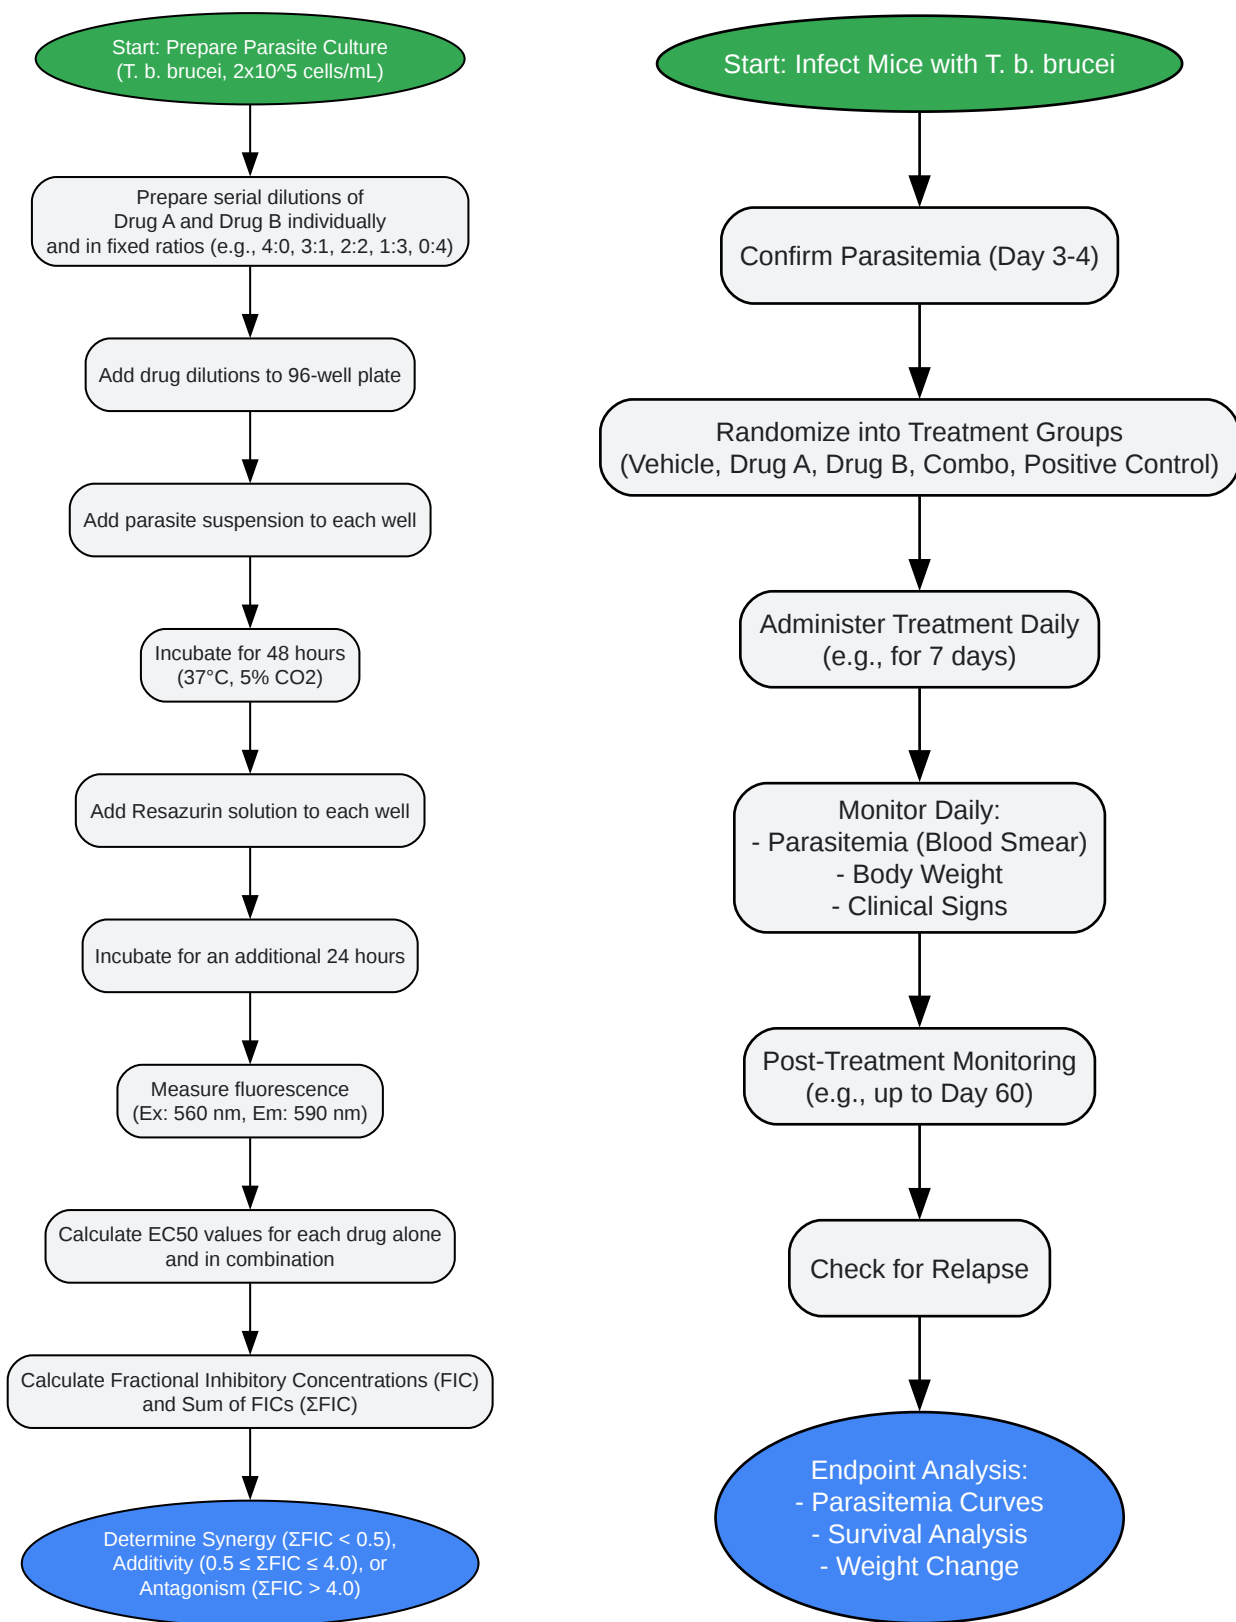 Start: Prepare Parasite Culture
(T. b. brucei, 2x10^5 cells/mL)
Prepare serial dilutions of
Drug A and Drug B individually
and in fixed ratios (e.g., 4:0, 3:1, 2:2, 1:3, 0:4)
Add drug dilutions to 96-well plate
Add parasite suspension to each well
Incubate for 48 hours
(37°C, 5% CO2)
Add Resazurin solution to each well
Incubate for an additional 24 hours
Measure fluorescence
(Ex: 560 nm, Em: 590 nm)
Calculate EC50 values for each drug alone
and in combination
Calculate Fractional Inhibitory Concentrations (FIC)
and Sum of FICs (ΣFIC)
Determine Synergy (ΣFIC < 0.5),
Additivity (0.5 ≤ ΣFIC ≤ 4.0), or
Antagonism (ΣFIC > 4.0)
Start: Infect Mice with T. b. brucei
Confirm Parasitemia (Day 3-4)
Randomize into Treatment Groups
(Vehicle, Drug A, Drug B, Combo, Positive Control)
Administer Treatment Daily
(e.g., for 7 days)
Monitor Daily:
- Parasitemia (Blood Smear)
- Body Weight
- Clinical Signs
Post-Treatment Monitoring
(e.g., up to Day 60)
Check for Relapse
Endpoint Analysis:
- Parasitemia Curves
- Survival Analysis
- Weight Change